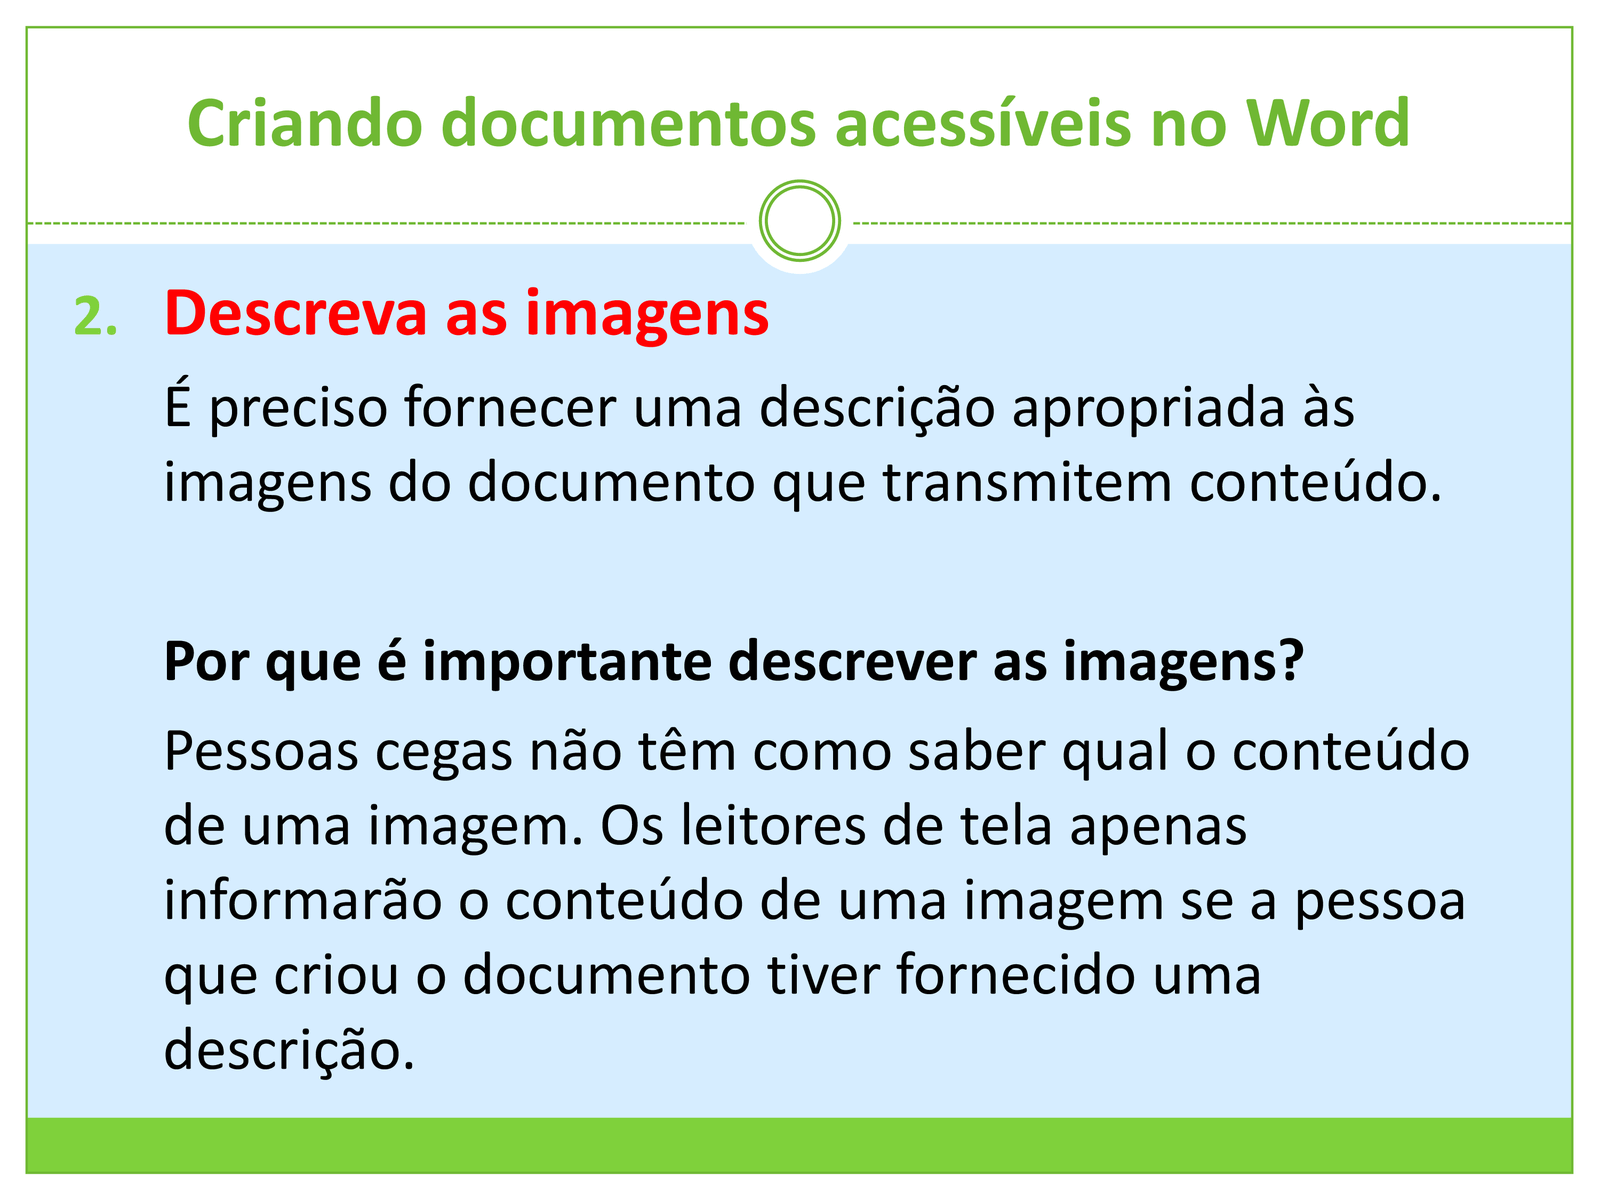 Criando documentos acessíveis no Word
2. Descreva as imagens
É preciso fornecer uma descrição apropriada às
imagens do documento que transmitem conteúdo.
Por que é importante descrever as imagens?
Pessoas cegas não têm como saber qual o conteúdo
de uma imagem. Os leitores de tela apenas
informarão o conteúdo de uma imagem se a pessoa
que criou o documento tiver fornecido uma
descrição.